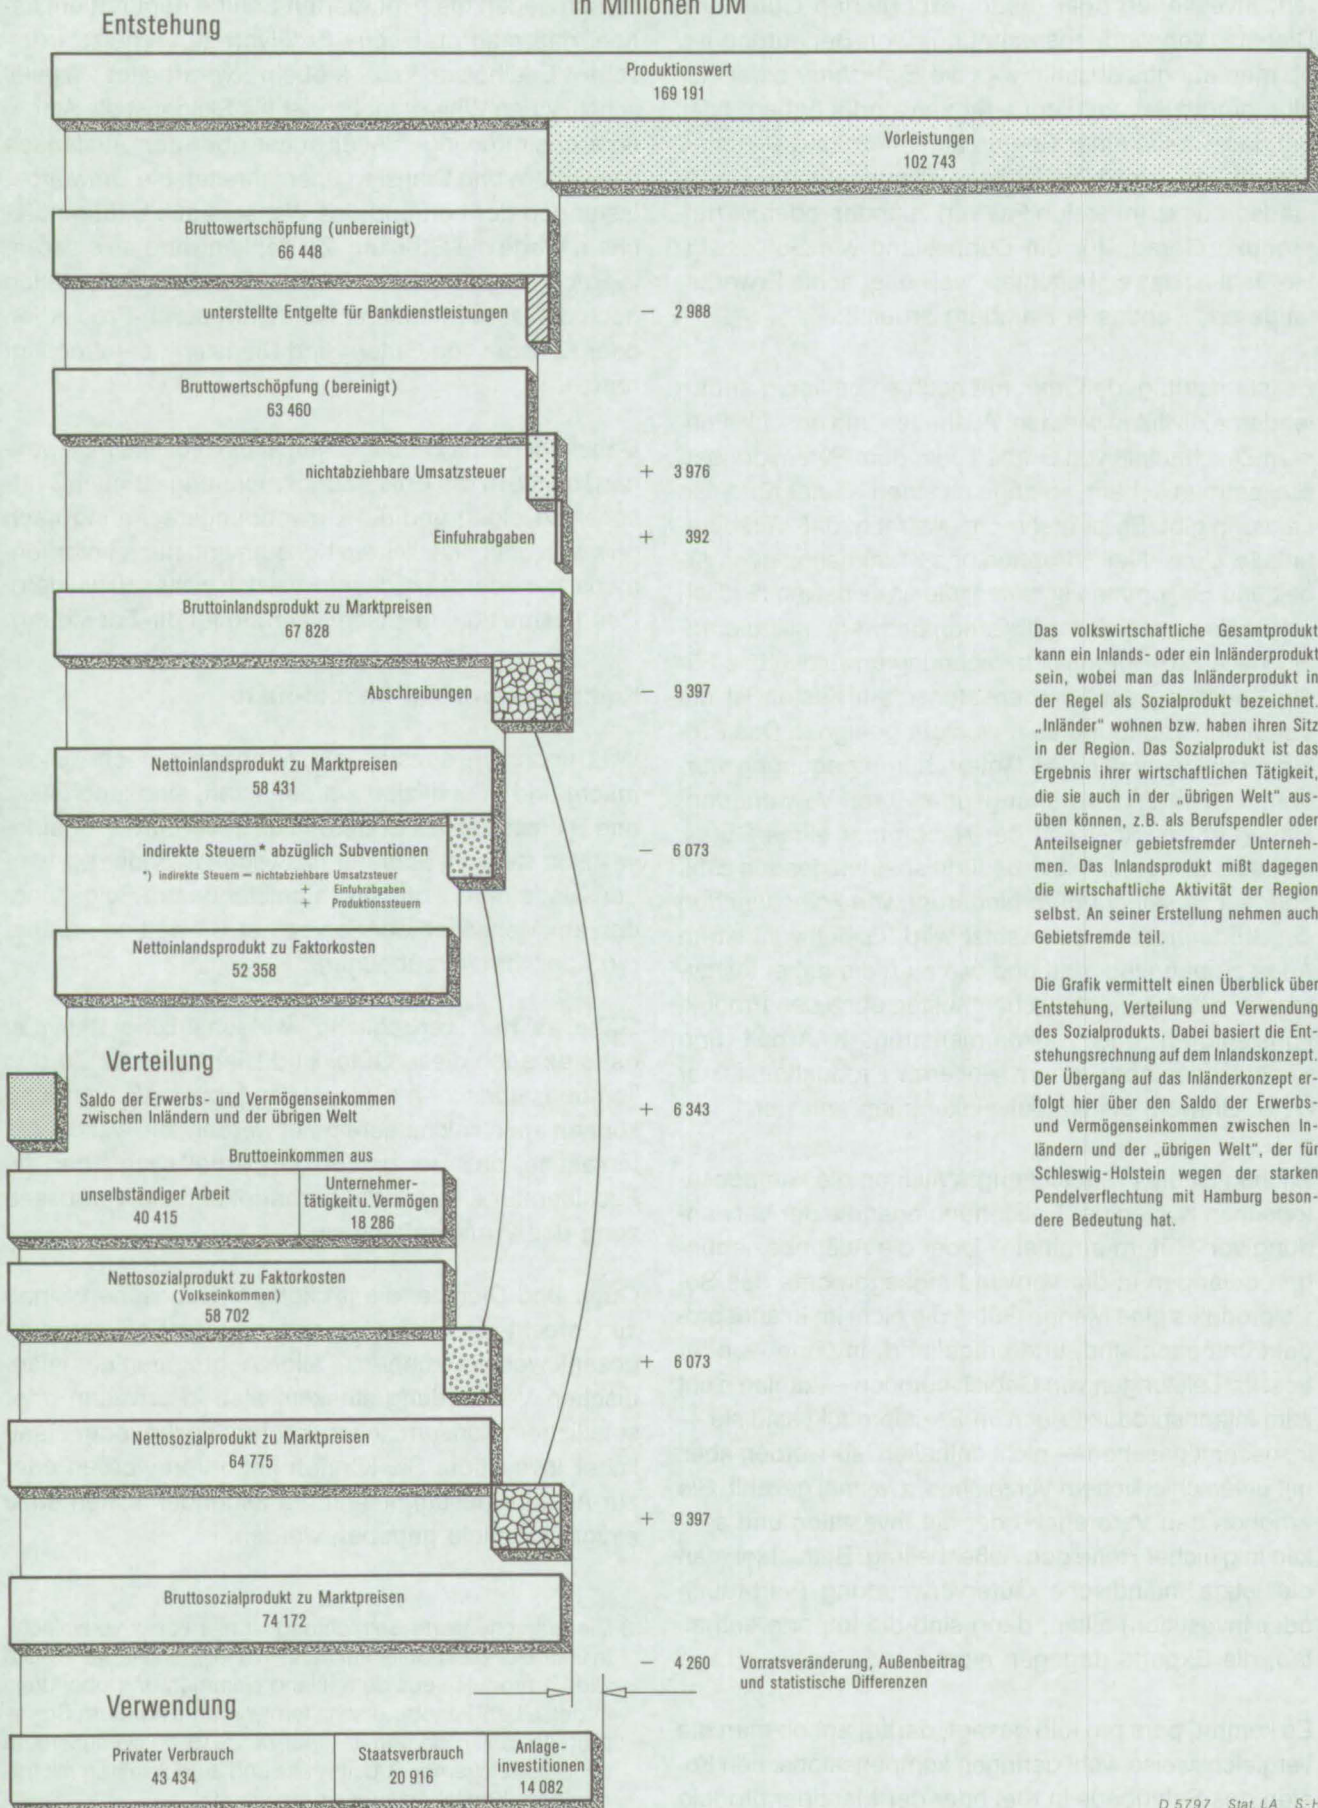 in Millionen DM
Entstehung
Produktionswert
169 191
Vorleistungen
102 743
Bruttowertschöpfung (unbereinigt)
66 448
unterstellte Entgelte für Bankdienstleistungen
— 2 988
Bruttowertschöpfung (bereinigt)
63 460
nichtabziehbare Umsatzsteuer
+ 3 976
Einfuhrabgaben
+ 392
Bruttoinlandsprodukt zu Marktpreisen
67 828
Abschreibungen
— 9 397
Nettoinlandsprodukt zu Marktpreisen
58 431
indirekte Steuern* abzüglich Subventionen
— 6 073
*) indirekte Steuern = nichtabziehbare Umsatzsteuer
+ Einfuhrabgaben
+ Produktionssteuern
Nettoinlandsprodukt zu Faktorkosten
52 358
Verteilung
Saldo der Erwerbs- und Vermögenseinkommen
zwischen Inländern und der übrigen Welt
+ 6 343
Bruttoeinkommen aus
unselbständiger Arbeit
40 415
Unternehmer-
tätigkeit u. Vermögen
18 286
Nettosozialprodukt zu Faktorkosten
(Volkseinkommen)
58 702
+ 6 073
Nettosozialprodukt zu Marktpreisen
64 775
+ 9 397
Bruttosozialprodukt zu Marktpreisen
74 172
— 4 260 Vorratsveränderung, Außenbeitrag
und statistische Differenzen
Verwendung
Privater Verbrauch
43 434
Staatsverbrauch
20 916
Anlage-
investitionen
14 082
Das volkswirtschaftliche Gesamtprodukt
kann ein Inlands- oder ein Inländerprodukt
sein, wobei man das Inländerprodukt in
der Regel als Sozialprodukt bezeichnet.
„Inländer" wohnen bzw. haben ihren Sitz
in der Region. Das Sozialprodukt ist das
Ergebnis ihrer wirtschaftlichen Tätigkeit,
die sie auch in der „übrigen Welt" aus-
üben können, z.B. als Berufspendler oder
Anteilseigner gebietsfremder Unterneh-
men. Das Inlandsprodukt mißt dagegen
die wirtschaftliche Aktivität der Region
selbst. An seiner Erstellung nehmen auch
Gebietsfremde teil.
Die Grafik vermittelt einen Überblick über
Entstehung, Verteilung und Verwendung
des Sozialprodukts. Dabei basiert die Ent-
stehungsrechnung auf dem Inlandskonzept.
Der Übergang auf das Inländerkonzept er-
folgt hier über den Saldo der Erwerbs-
und Vermögenseinkommen zwischen In-
ländern und der „übrigen Welt", der für
Schleswig-Holstein wegen der starken
Pendelverflechtung mit Hamburg beson-
dere Bedeutung hat.
D 5797 Stat. LA S-H